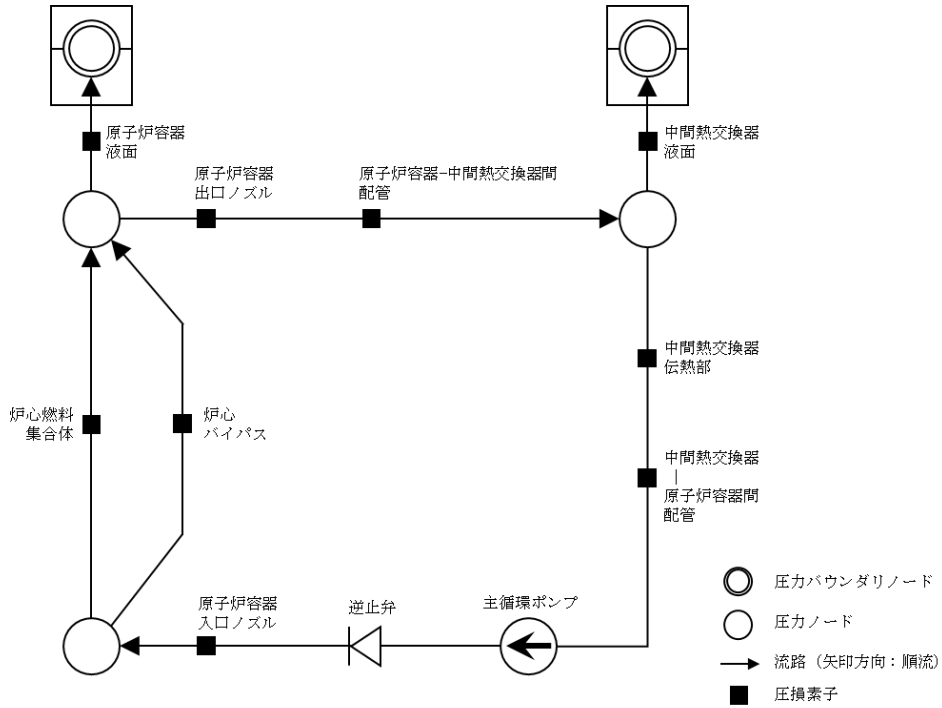 原子炉容器
液面
中間熱交換器
液面
原子炉容器
出口ノズル
原子炉容器-中間熱交換器間
配管
中間熱交換器
伝熱部
炉心燃料
集合体
炉心
バイパス
中間熱交換器
|
原子炉容器間
配管
原子炉容器
入口ノズル
逆止弁
主循環ポンプ
圧力バウンダリノード
圧力ノード
流路（矢印方向：順流）
圧損素子